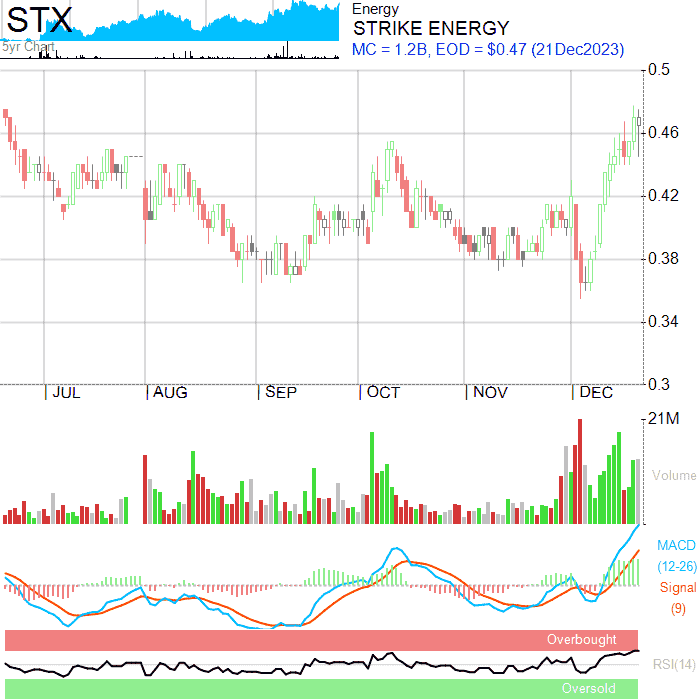 STX
5yr Chart
Energy
STRIKE ENERGY
MC = 1.2B, EOD = $0.47 (21Dec2023)
0.5
0.46
0.42
0.38
0.34
0.3
JUL AUG SEP OCT NOV DEC
21M
Volume
MACD
(12-26)
Signal
(9)
Overbought
RSI(14)
Oversold